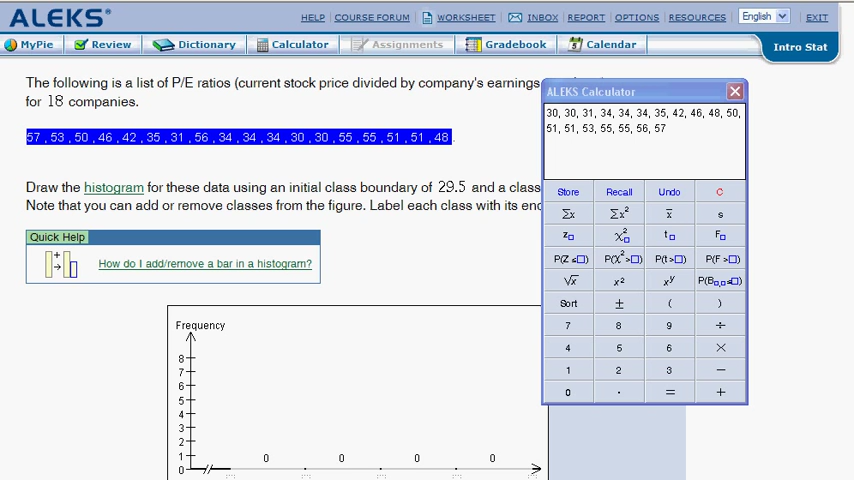 ALEKS®
HELP COURSE FORUM WORKSHEET INBOX REPORT OPTIONS RESOURCES English EXIT
MyPie Review Dictionary Calculator Assignments Gradebook Calendar Intro Stat
The following is a list of P/E ratios (current stock price divided by company's earnings
for 18 companies.
57 , 53 , 50 , 46 , 42 , 35 , 31 , 56 , 34 , 34 , 34 , 30 , 30 , 55 , 55 , 51 , 51 , 48 .
Draw the histogram for these data using an initial class boundary of 29.5 and a class
Note that you can add or remove classes from the figure. Label each class with its en
Quick Help
+
How do I add/remove a bar in a histogram?
Frequency
8
7
6
5
4
3
2
1
0
0 0 0 0
ALEKS Calculator
30, 30, 31, 34, 34, 34, 35, 42, 46, 48, 50,
51, 51, 53, 55, 55, 56, 57
Store Recall Undo C
Σx Σx² x̄ s
z□ χ²□ t□ F□
P(Z≤□) P(χ²>□) P(t>□) P(F>□)
√x x² xʸ P(B□,□≤□)
Sort ± ( )
7 8 9 ÷
4 5 6 ×
1 2 3 −
0 . = +